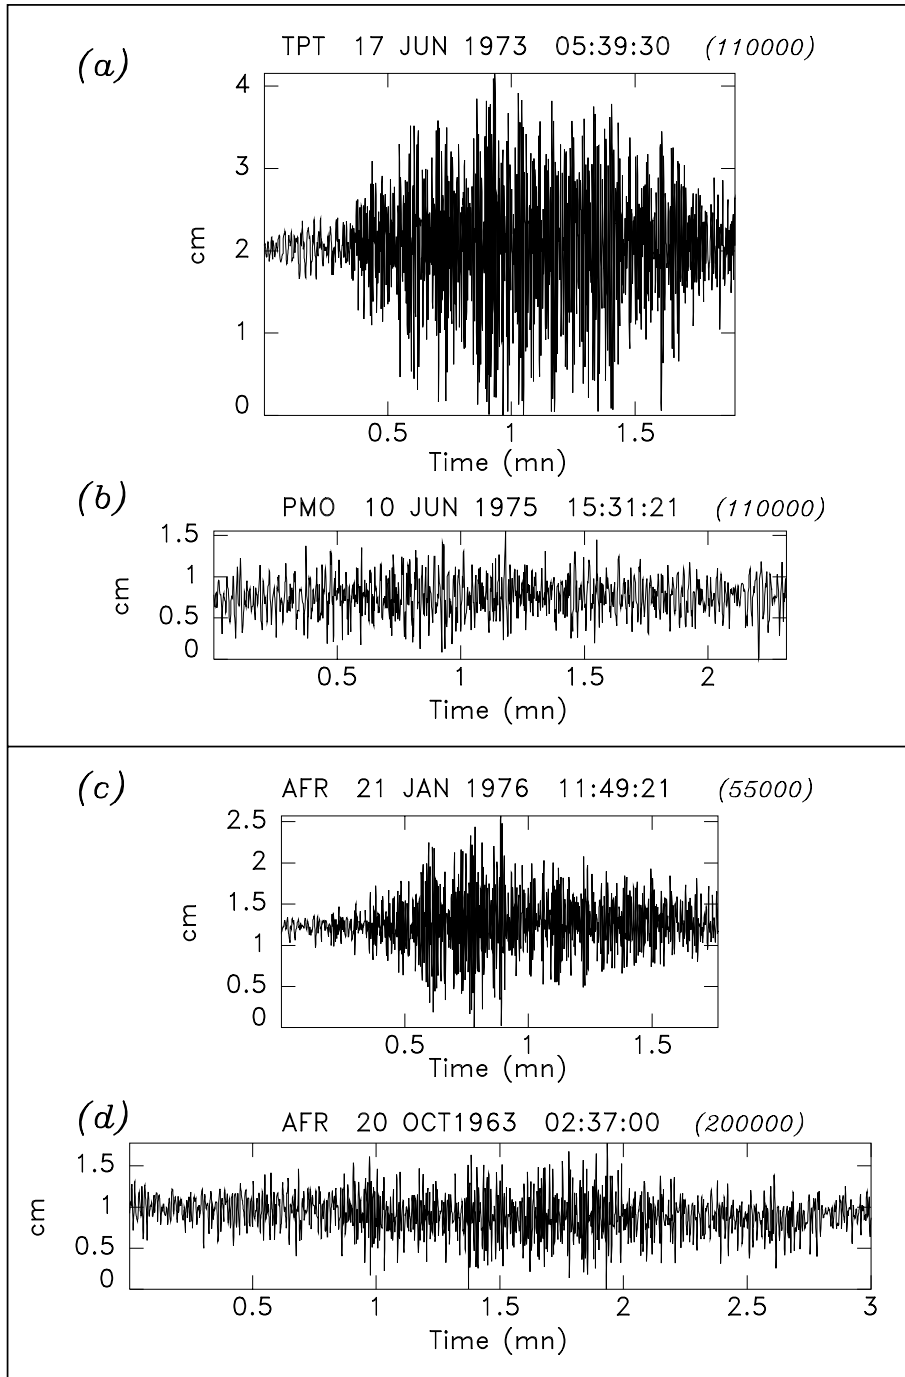 (a)
TPT 17 JUN 1973 05:39:30 (110000)
4
3
2
1
0
cm
0.5 1 1.5
Time (mn)
(b)
PMO 10 JUN 1975 15:31:21 (110000)
1.5
1
0.5
0
cm
0.5 1 1.5 2
Time (mn)
(c)
AFR 21 JAN 1976 11:49:21 (55000)
2.5
2
1.5
1
0.5
0
cm
0.5 1 1.5
Time (mn)
(d)
AFR 20 OCT1963 02:37:00 (200000)
1.5
1
0.5
0
cm
0.5 1 1.5 2 2.5 3
Time (mn)